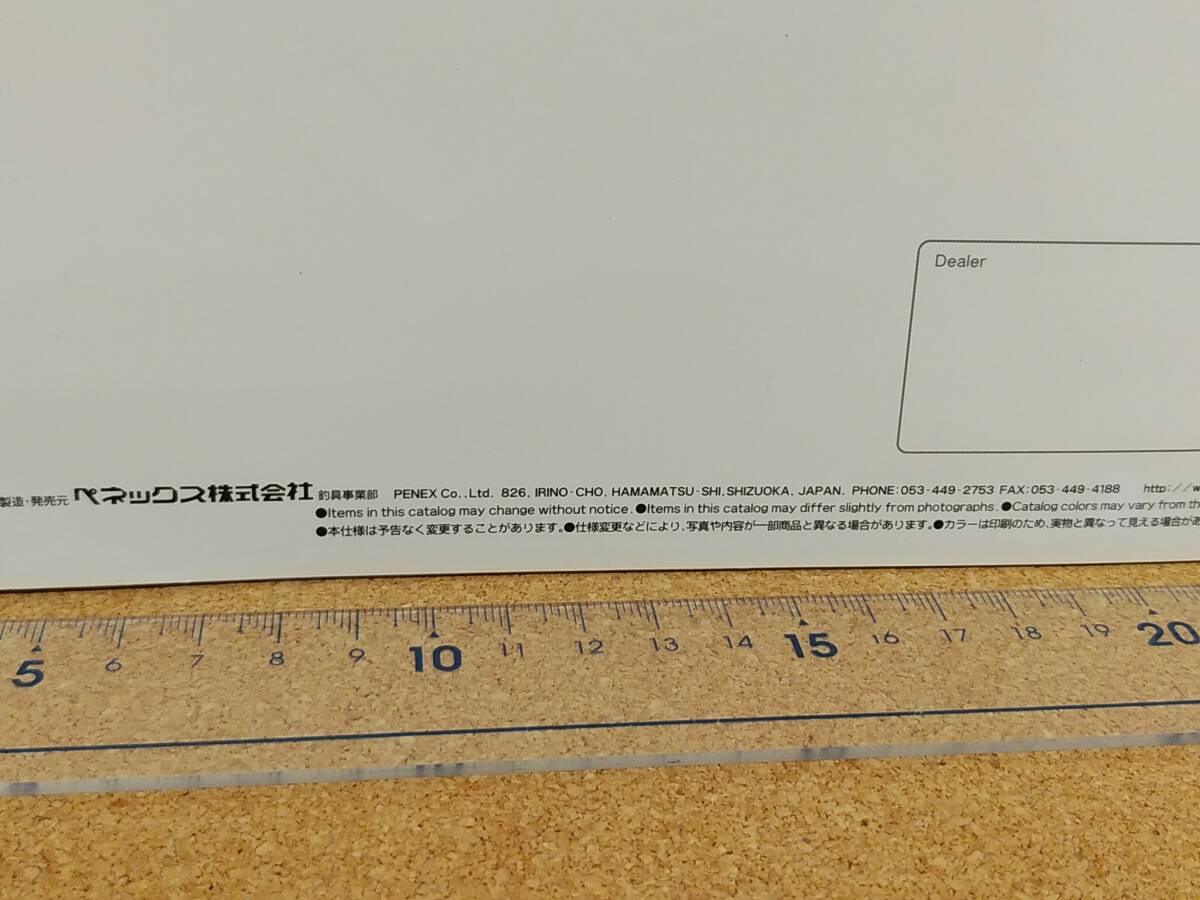 Dealer
製造・発売元 ペネックス株式会社 釣具事業部 PENEX Co.,Ltd. 826, IRINO-CHO, HAMAMATSU-SHI, SHIZUOKA, JAPAN. PHONE:053-449-2753 FAX:053-449-4188 http://w
●Items in this catalog may change without notice. ●Items in this catalog may differ slightly from photographs. ●Catalog colors may vary from th
●本仕様は予告なく変更することがあります。●仕様変更などにより、写真や内容が一部商品と異なる場合があります。●カラーは印刷のため、実物と異なって見える場合があ
5 6 7 8 9 10 11 12 13 14 15 16 17 18 19 20